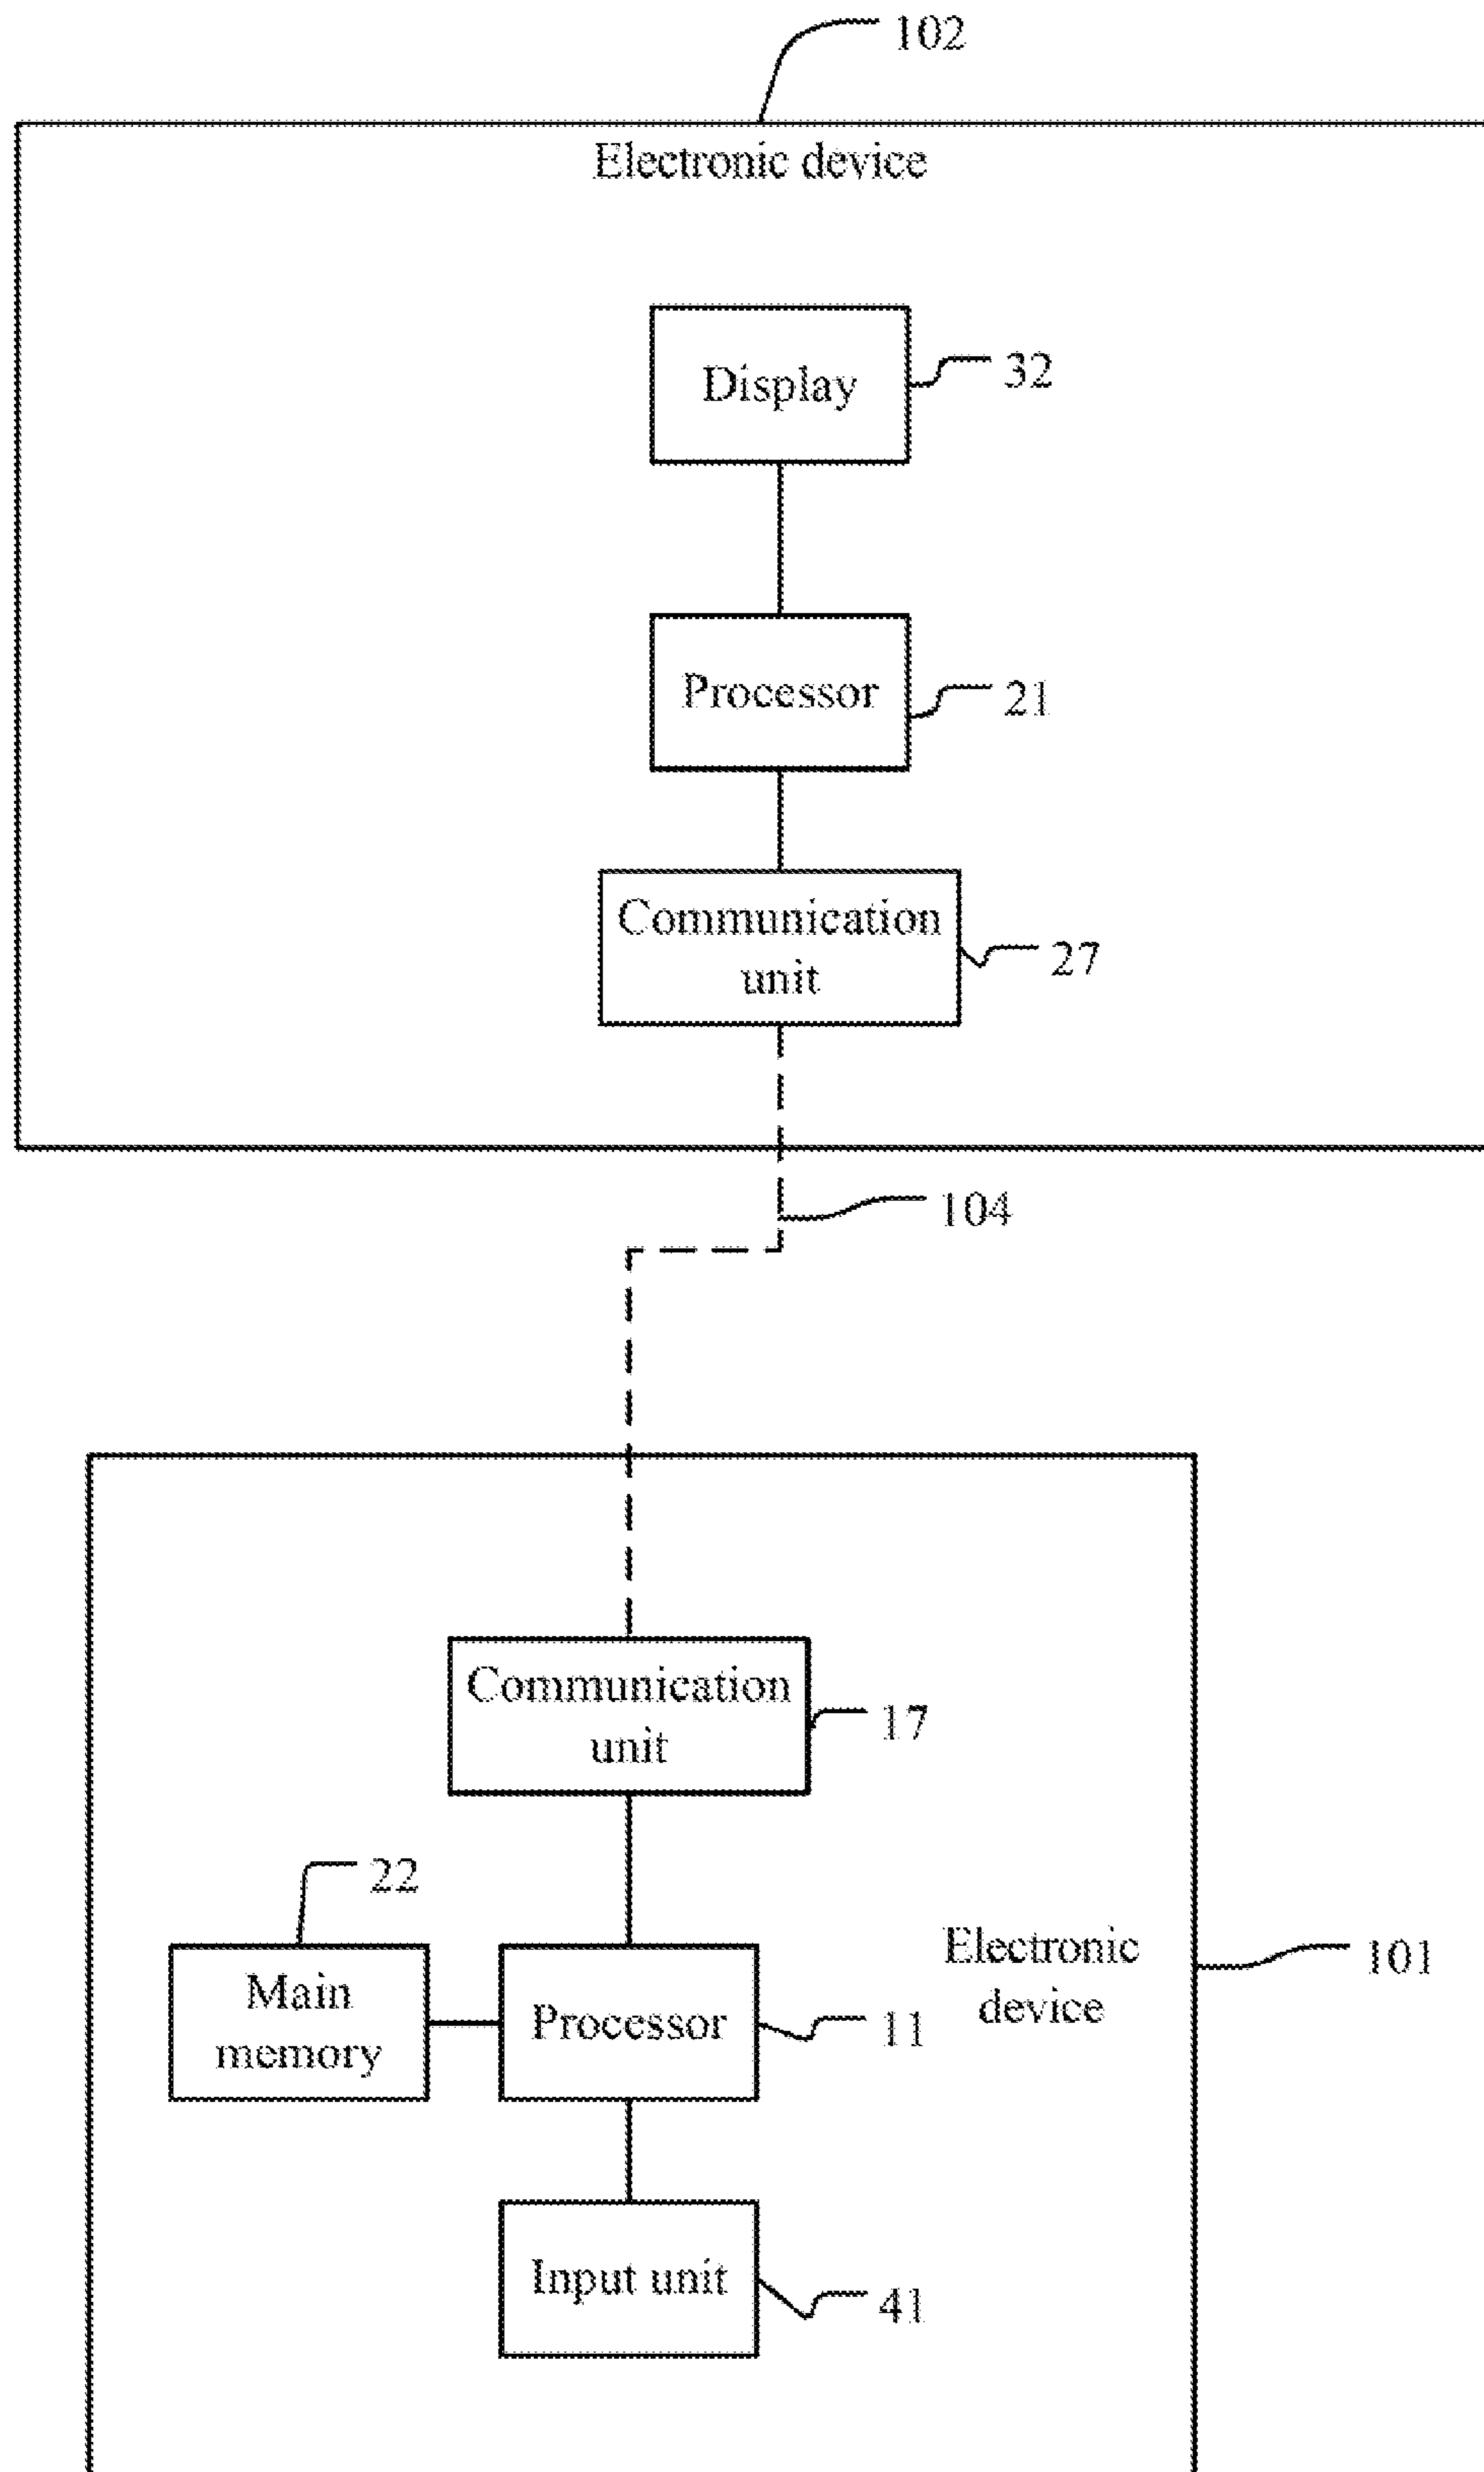 102
Electronic device
Display
32
Processor
21
Communication
unit
27
104
Communication
unit
17
22
Main
memory
Processor
11
Electronic
device
101
Input unit
41